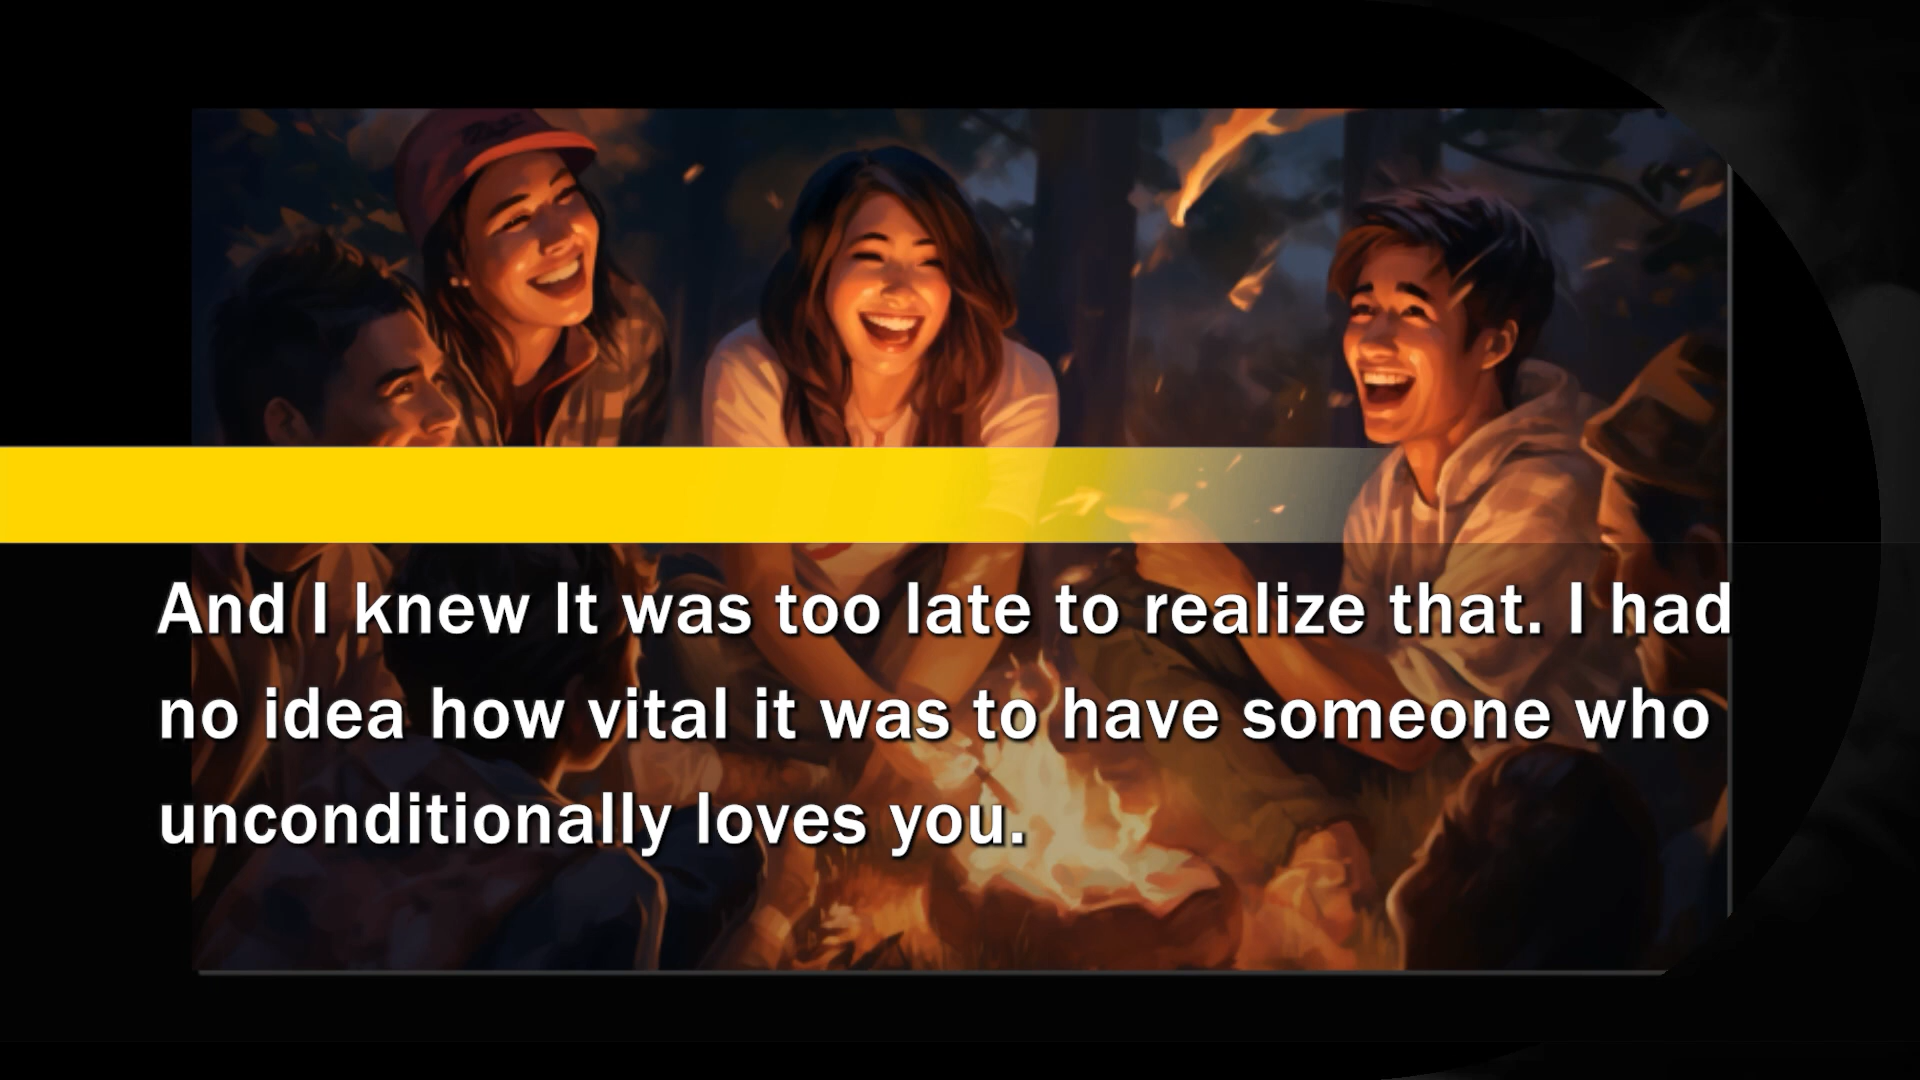 And I knew It was too late to realize that. I had
no idea how vital it was to have someone who
unconditionally loves you.